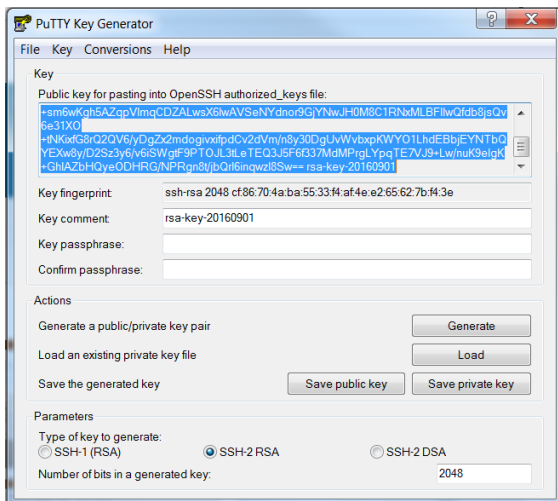 PuTTY Key Generator
File Key Conversions Help
Key
Public key for pasting into OpenSSH authorized_keys file:
+sm6wKgh5AZgpVlmqCDZALwsX6lwAVSeNYdnor9GjYNwJH0M8C1RNxMLBFIlwQfdb8jsQv
6e31XO
+tNKixfG8rQ2QV6/yDgZx2mdogivxifpdCv2dVm/n8y30DgUvWvbxpKWYO1LhdEBbjEYNTbQ
YEXw8y/D2Sz3y6/v6iSWgtF9PTOJL3tLeTEQ3J5F6f337MdMPrgLYpqTE7VJ9+Lw/nuK9elgK
+GhlAZbHQyeODHRG/NPRgn8t/jbQrl6inqwzl8Sw== rsa-key-20160901
Key fingerprint: ssh-rsa 2048 cf:86:70:4a:ba:55:33:f4:af:4e:e2:65:62:7b:f4:3e
Key comment: rsa-key-20160901
Key passphrase:
Confirm passphrase:
Actions
Generate a public/private key pair Generate
Load an existing private key file Load
Save the generated key Save public key Save private key
Parameters
Type of key to generate:
SSH-1 (RSA) SSH-2 RSA SSH-2 DSA
Number of bits in a generated key: 2048